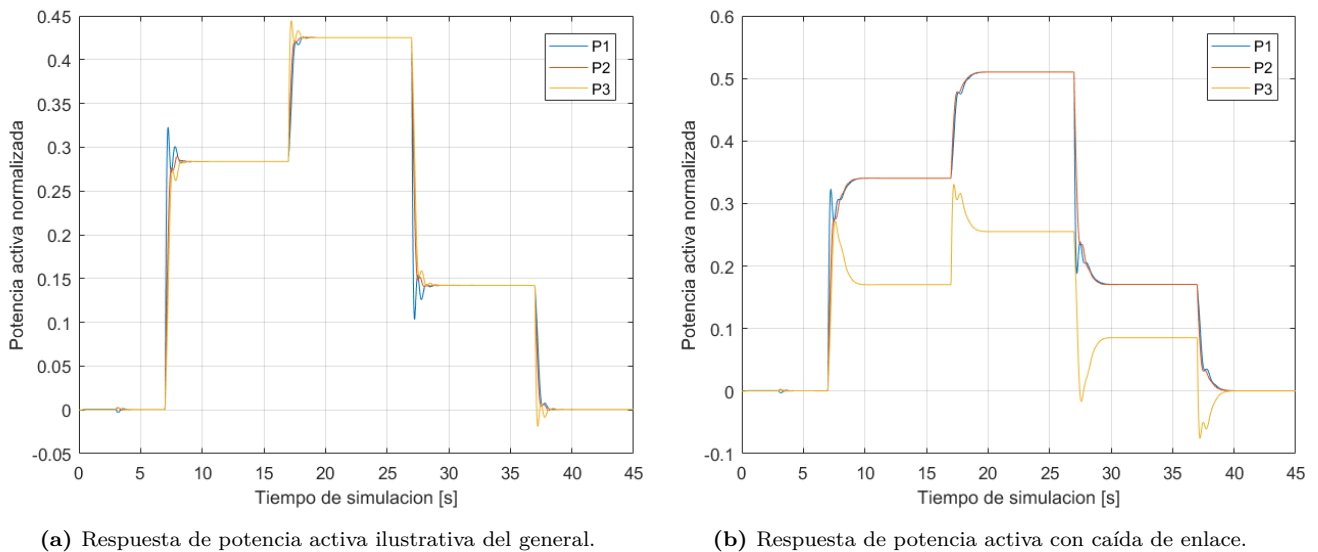 0.45
0.4
0.35
0.3
0.25
0.2
0.15
0.1
0.05
0
-0.05
Potencia activa normalizada
0 5 10 15 20 25 30 35 40 45
Tiempo de simulacion [s]
P1
P2
P3
(a) Respuesta de potencia activa ilustrativa del general.
0.6
0.5
0.4
0.3
0.2
0.1
0
-0.1
Potencia activa normalizada
0 5 10 15 20 25 30 35 40 45
Tiempo de simulacion [s]
P1
P2
P3
(b) Respuesta de potencia activa con caída de enlace.